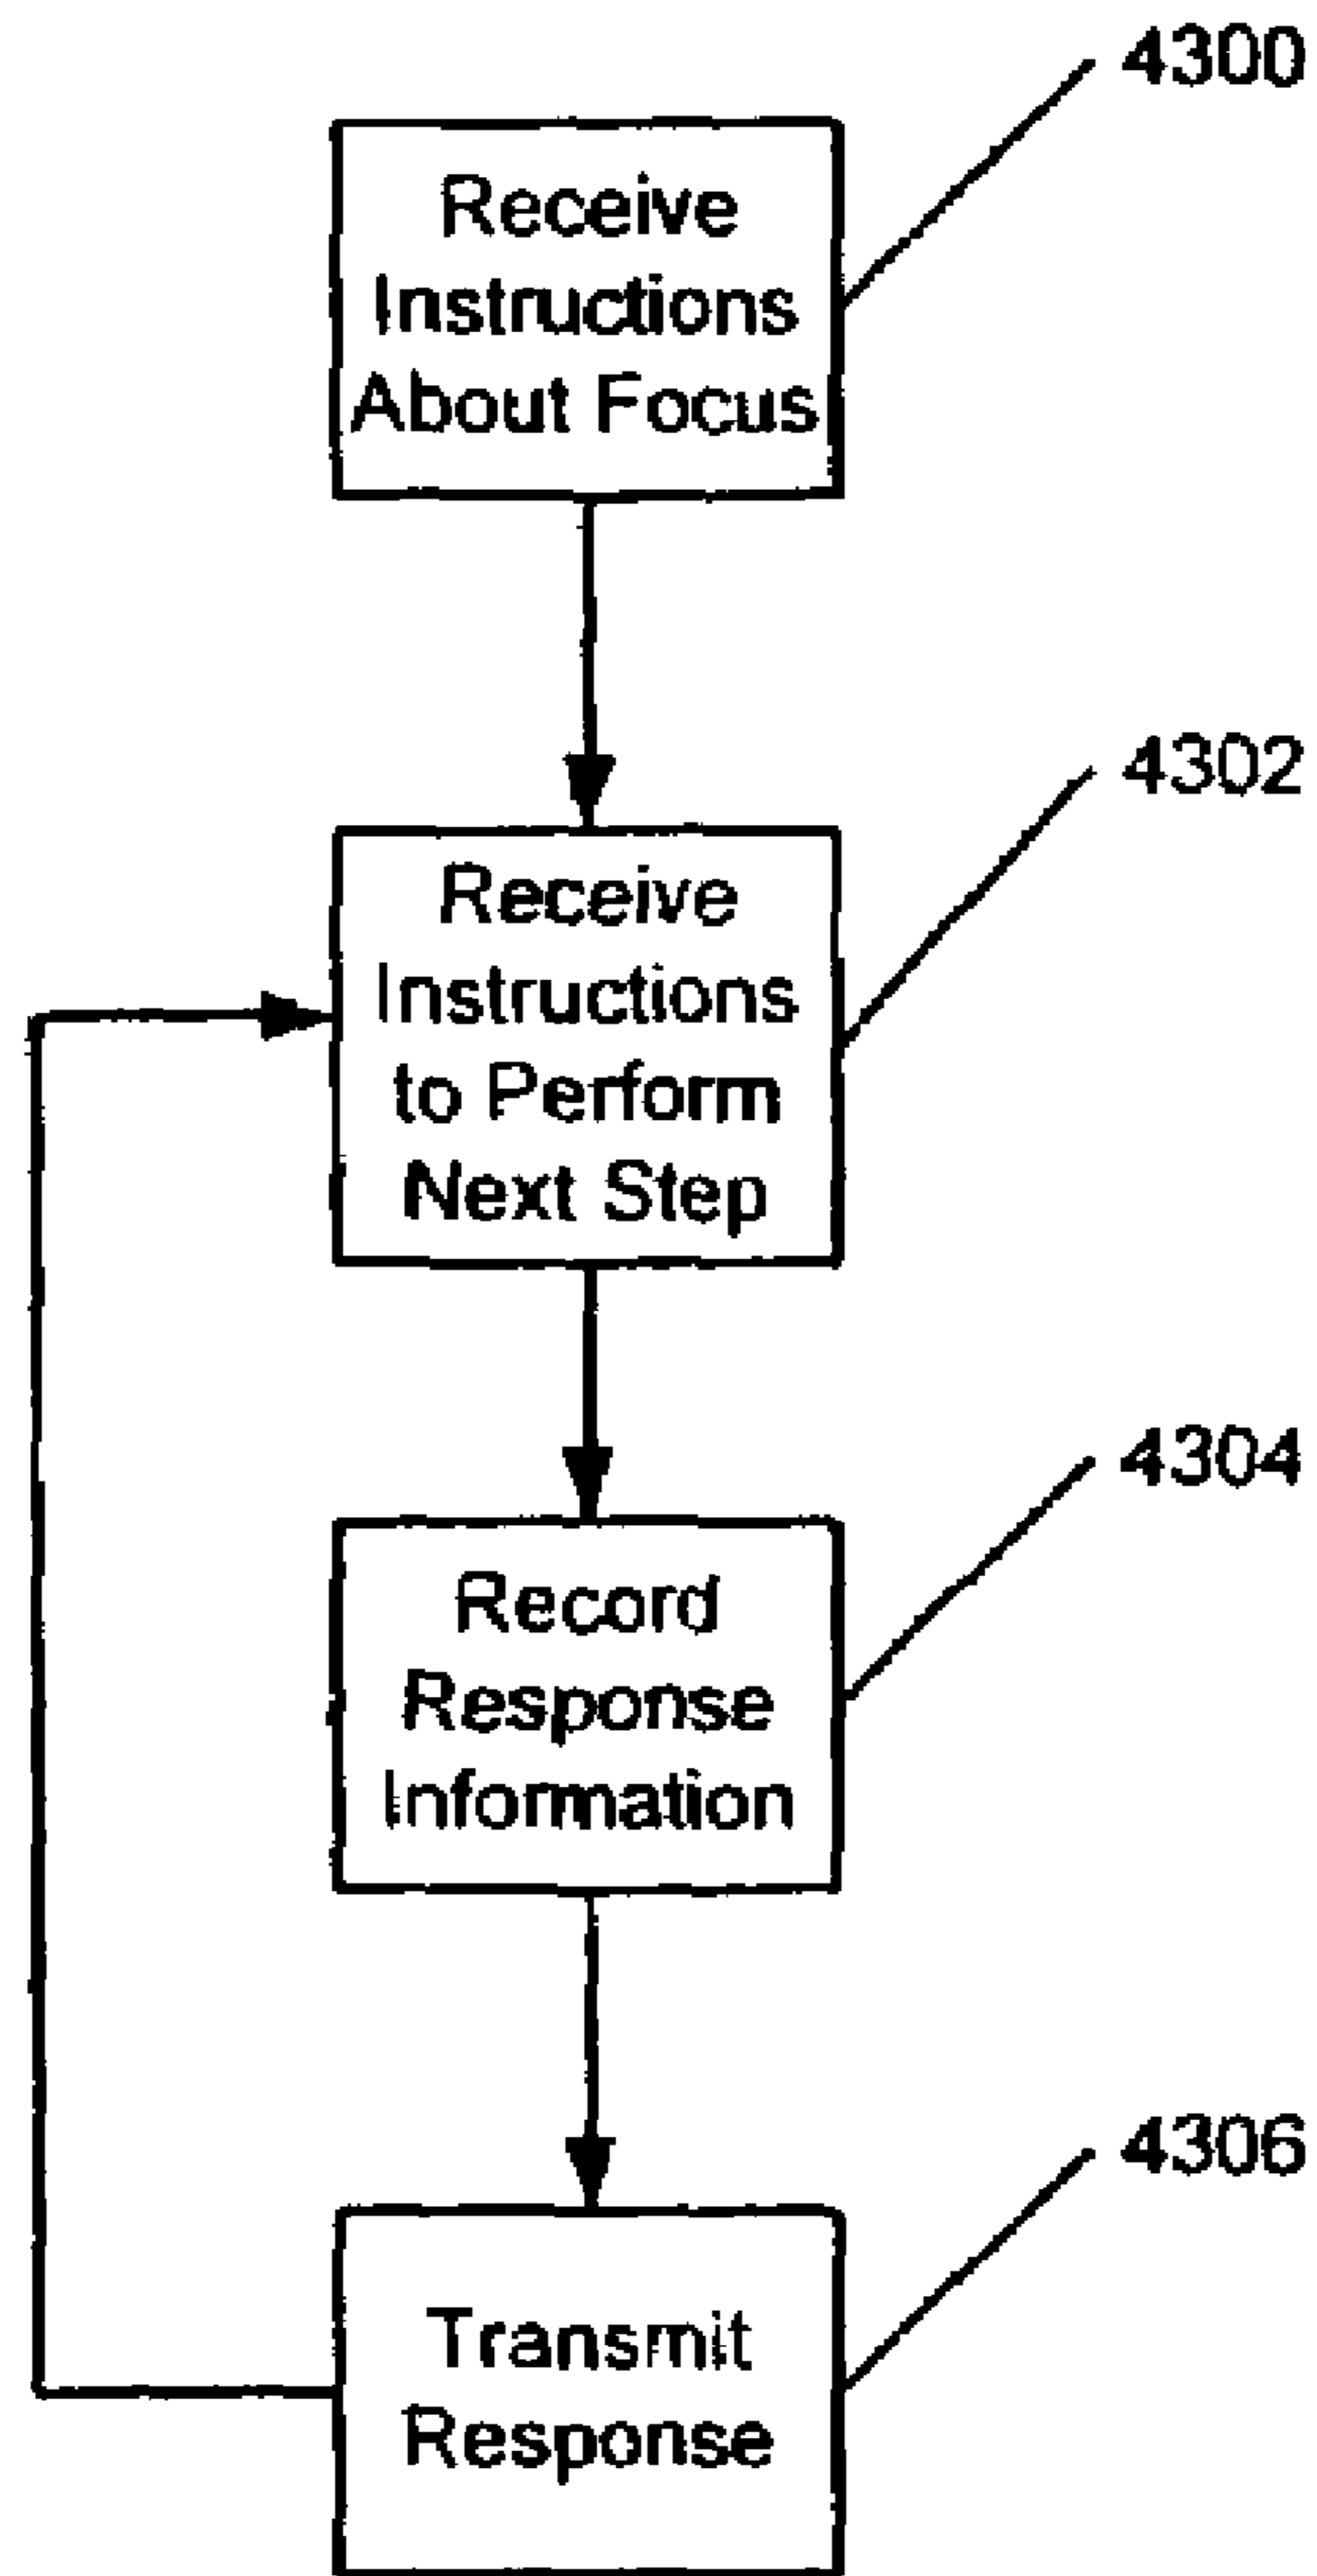 4300
Receive
Instructions
About Focus
4302
Receive
Instructions
to Perform
Next Step
4304
Record
Response
Information
4306
Transmit
Response